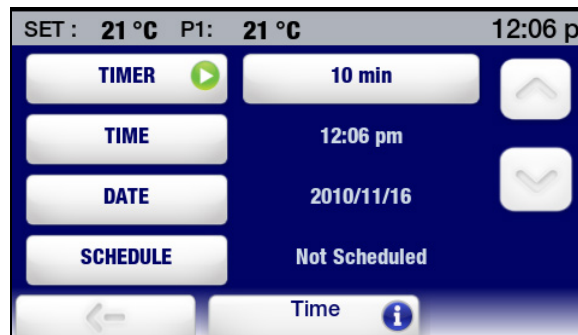 SET : 21 °C P1: 21 °C 12:06 p
TIMER 10 min
TIME 12:06 pm
DATE 2010/11/16
SCHEDULE Not Scheduled
Time i